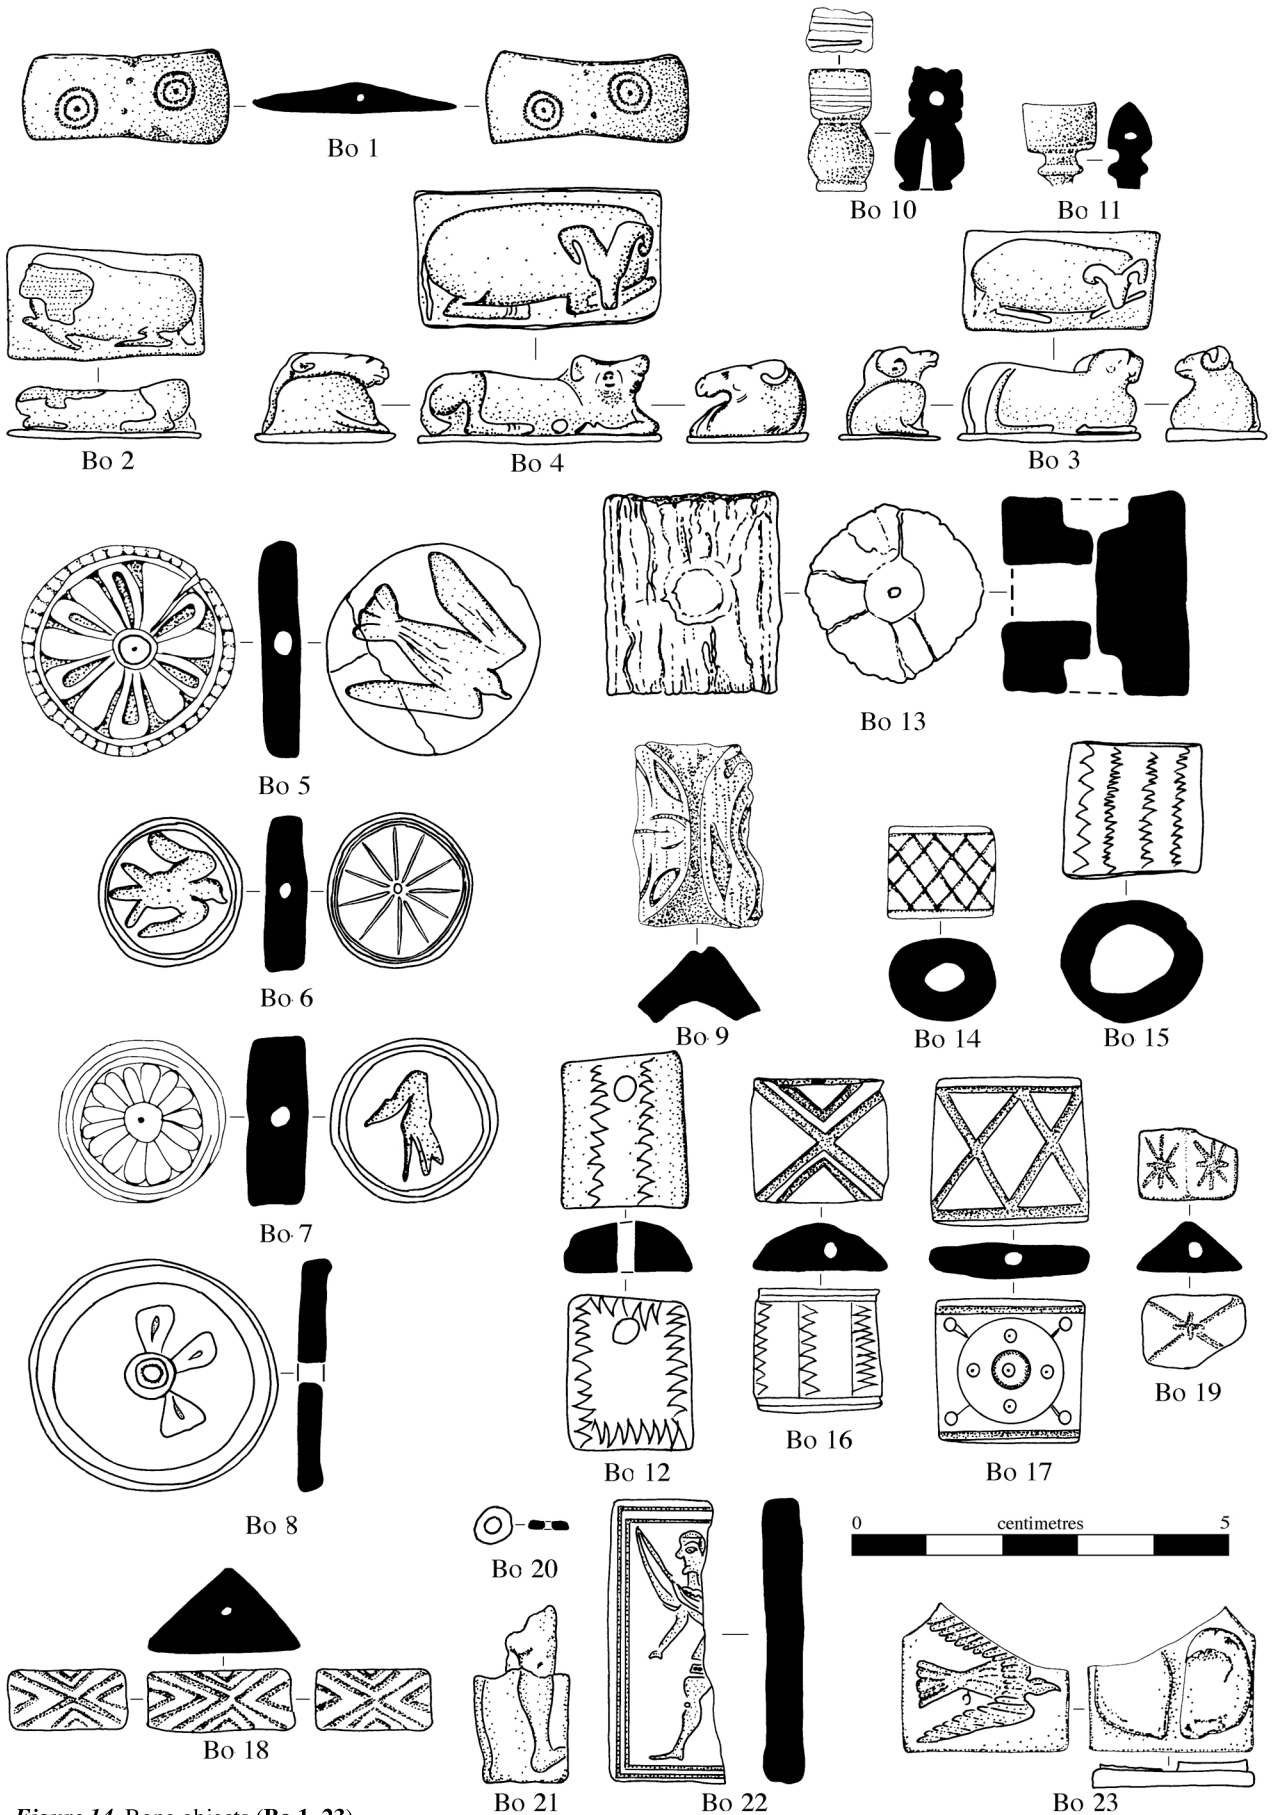 Bo 1
Bo 10
Bo 11
Bo 2
Bo 4
Bo 3
Bo 13
Bo 5
Bo 6
Bo 9
Bo 14
Bo 15
Bo 7
Bo 19
Bo 16
Bo 12
Bo 17
Bo 8
0 centimetres 5
Bo 20
Bo 18
Bo 21
Bo 22
Bo 23
Figure 14. Bone objects (Bo 1–23)